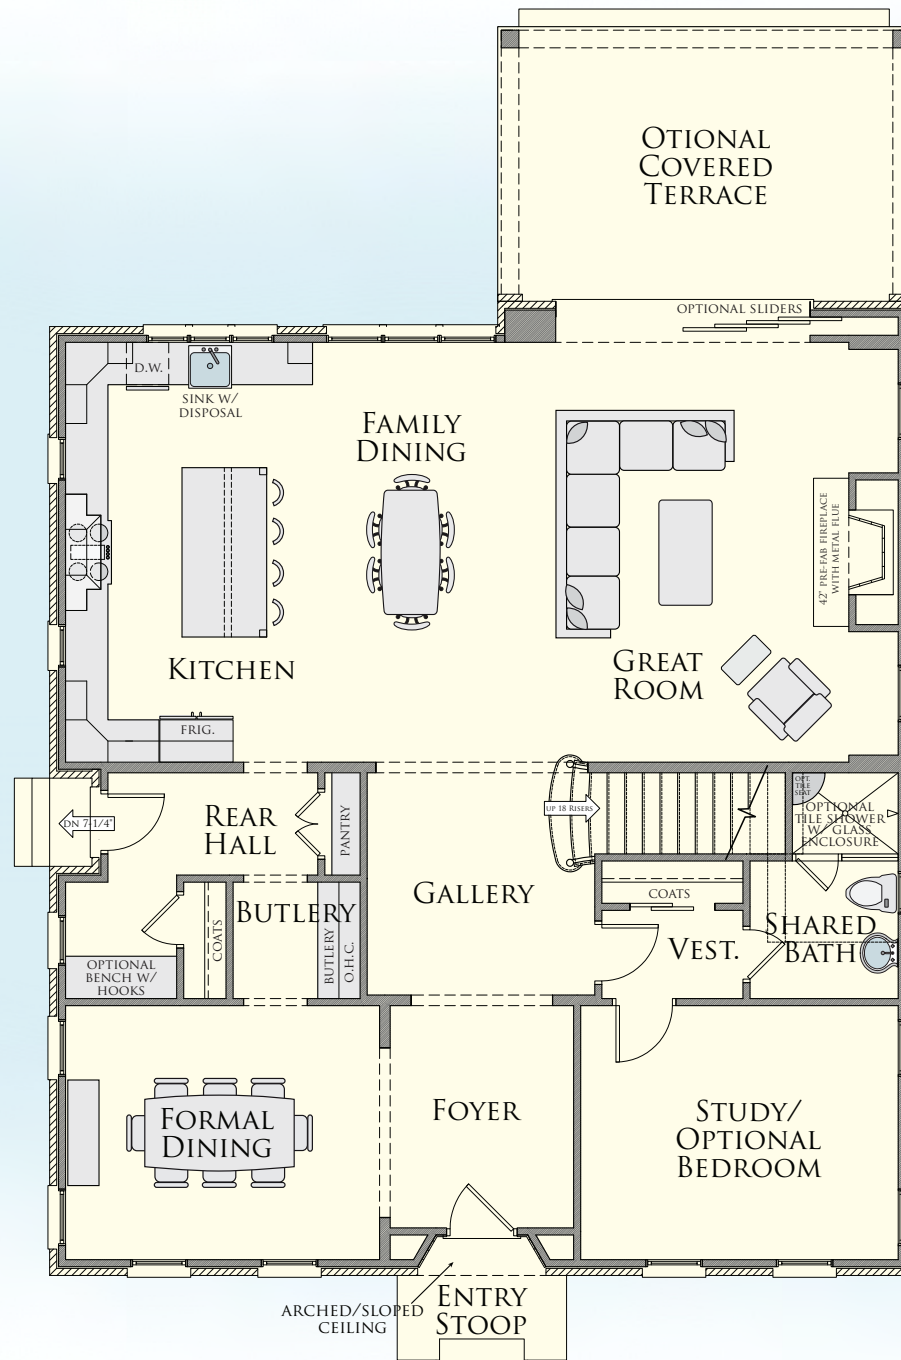 OTIONAL
COVERED
TERRACE
OPTIONAL SLIDERS
D.W.
SINK W/
DISPOSAL
FAMILY
DINING
42" PRE-FAB FIREPLACE
WITH METAL FLUE
KITCHEN
GREAT
ROOM
FRIG.
DN 7-1/4"
REAR
HALL
PANTRY
UP 18 RISERS
OPT.
TILE
SEAT
OPTIONAL
TILE SHOWER
W/ GLASS
ENCLOSURE
GALLERY
COATS
BUTLERY
COATS
BUTLERY
O.H.C.
VEST.
SHARED
BATH
OPTIONAL
BENCH W/
HOOKS
FORMAL
DINING
FOYER
STUDY/
OPTIONAL
BEDROOM
ARCHED/SLOPED
CEILING
ENTRY
STOOP